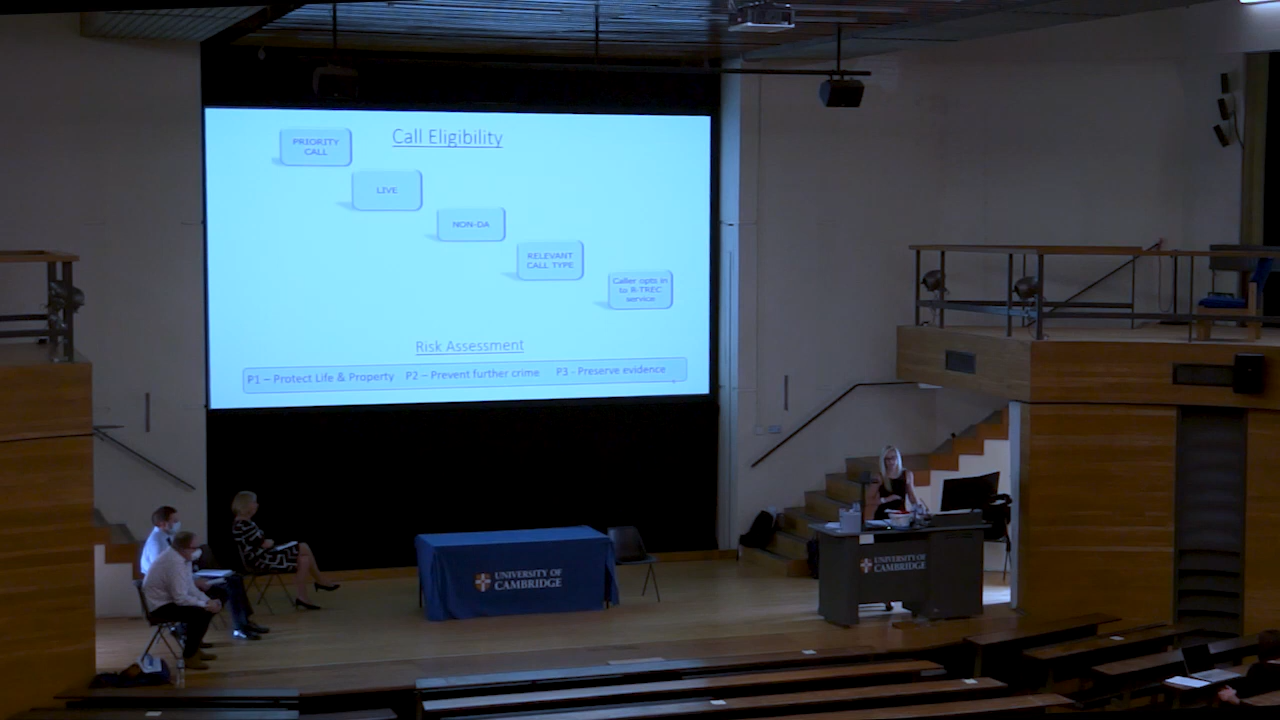 Call Eligibility
PRIORITY
CALL
LIVE
NON-DA
RELEVANT
CALL TYPE
Caller opts in
to R-TREC
service
Risk Assessment
P1 – Protect Life & Property P2 – Prevent further crime P3 - Preserve evidence
UNIVERSITY OF
CAMBRIDGE
UNIVERSITY OF
CAMBRIDGE